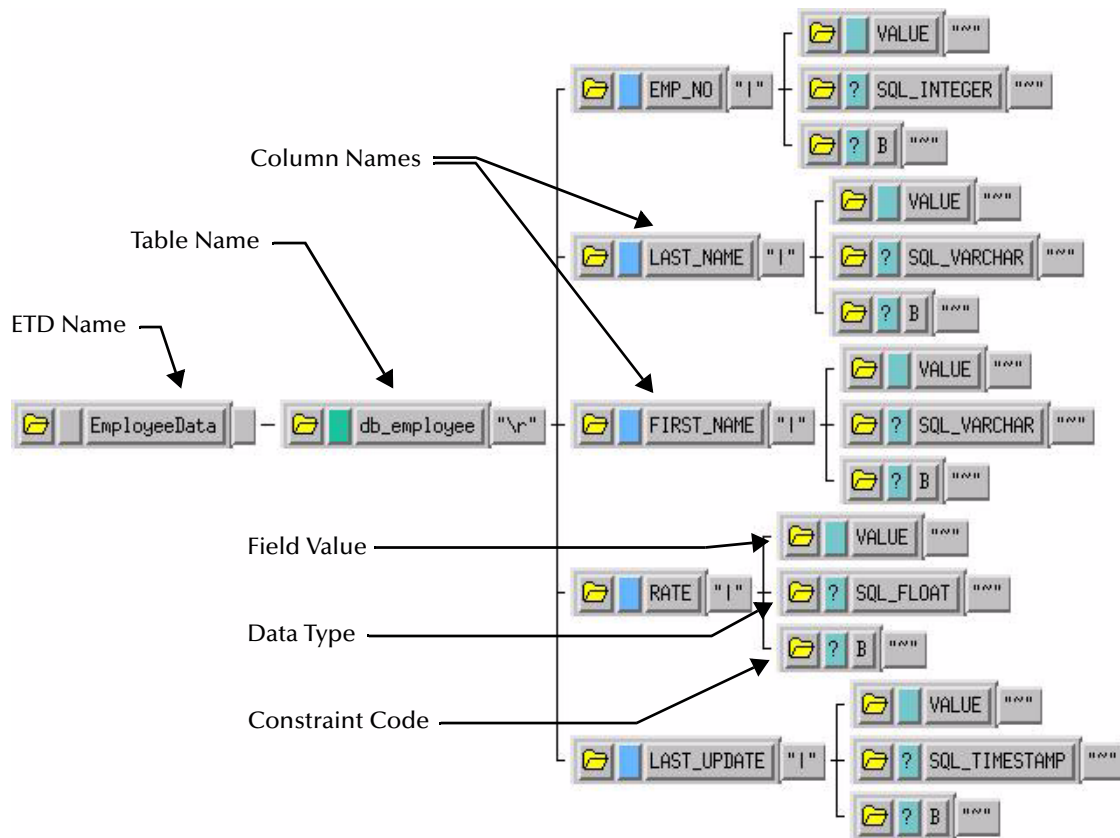 VALUE "~"
EMP_NO "|" SQL_INTEGER "~"
B "~"
Column Names
VALUE "~"
Table Name
LAST_NAME "|" SQL_VARCHAR "~"
B "~"
ETD Name
VALUE "~"
EmployeeData db_employee "\r" FIRST_NAME "|" SQL_VARCHAR "~"
B "~"
Field Value
VALUE "~"
RATE "|" SQL_FLOAT "~"
Data Type
B "~"
Constraint Code
VALUE "~"
LAST_UPDATE "|" SQL_TIMESTAMP "~"
B "~"